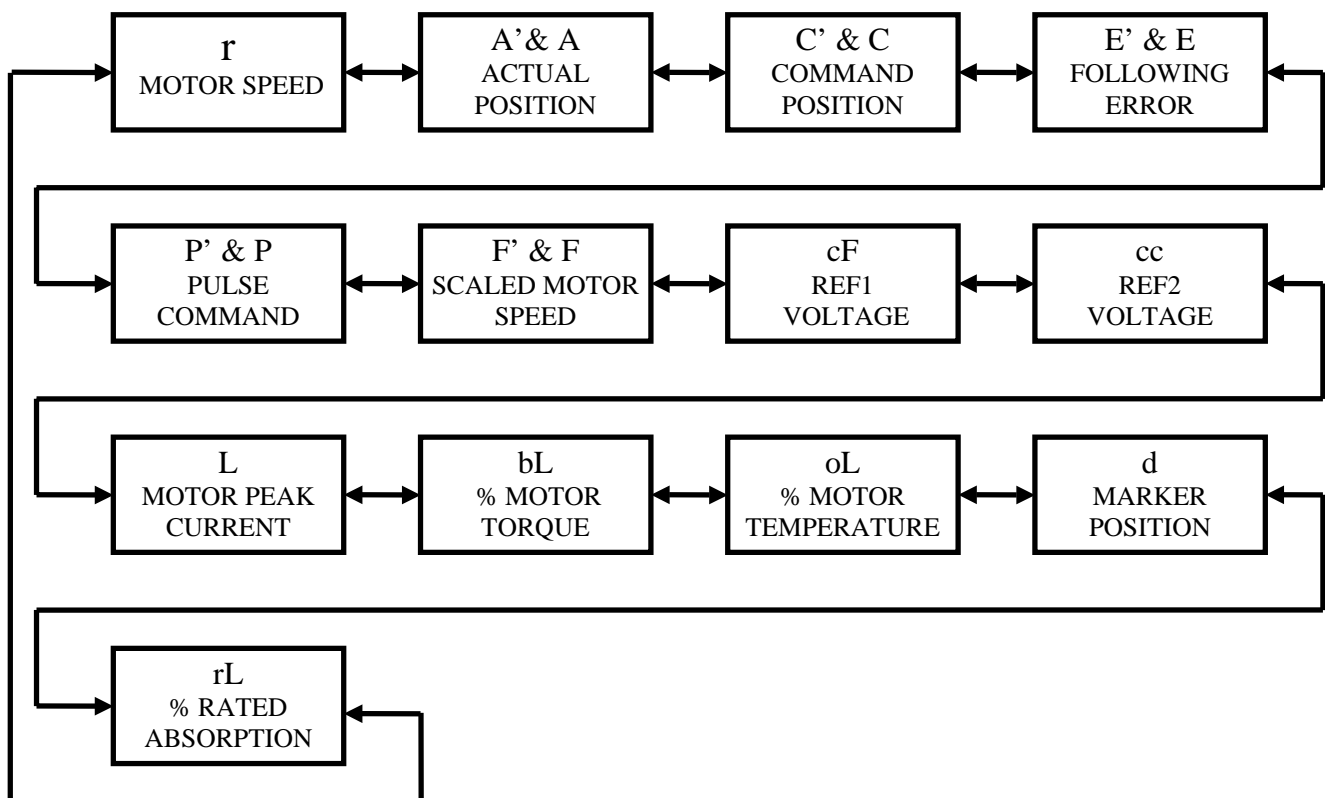 r
MOTOR SPEED
A’& A
ACTUAL
POSITION
C’ & C
COMMAND
POSITION
E’ & E
FOLLOWING
ERROR
P’ & P
PULSE
COMMAND
F’ & F
SCALED MOTOR
SPEED
cF
REF1
VOLTAGE
cc
REF2
VOLTAGE
L
MOTOR PEAK
CURRENT
bL
% MOTOR
TORQUE
oL
% MOTOR
TEMPERATURE
d
MARKER
POSITION
rL
% RATED
ABSORPTION